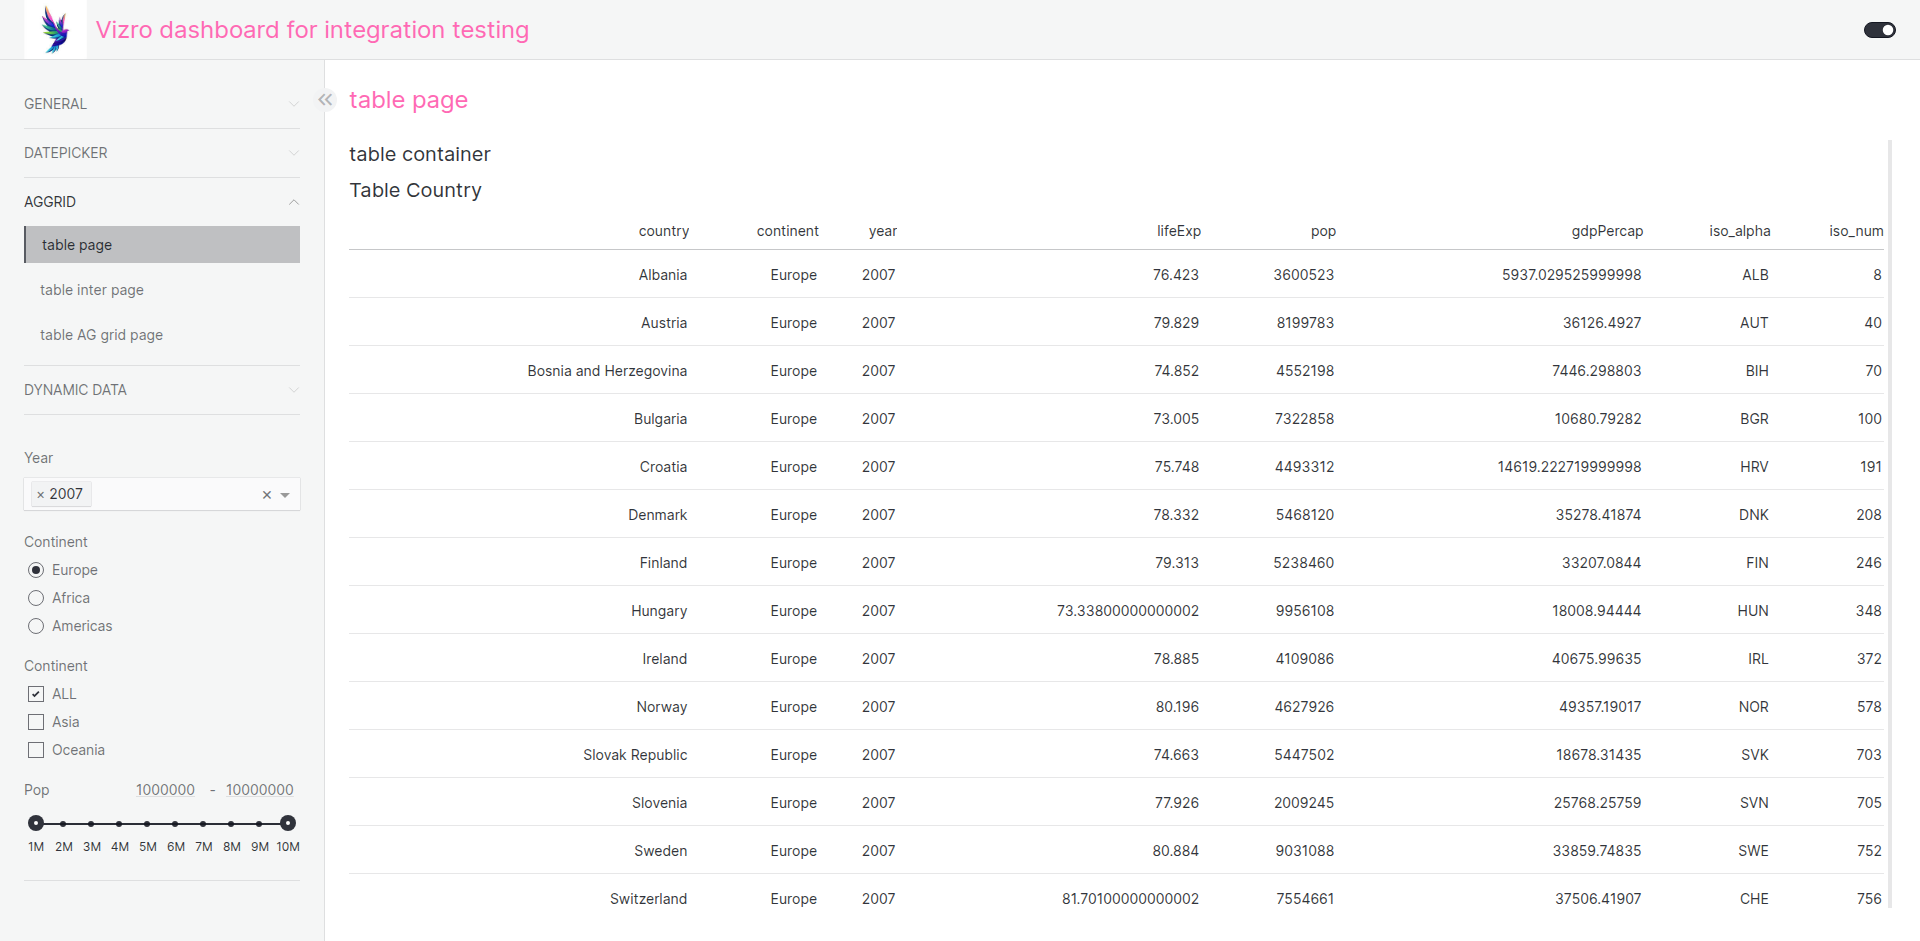 Vizro dashboard for integration testing
GENERAL
DATEPICKER
AGGRID
table page
table inter page
table AG grid page
DYNAMIC DATA
Year
× 2007
Continent
Europe
Africa
Americas
Continent
ALL
Asia
Oceania
Pop 1000000 - 10000000
1M 2M 3M 4M 5M 6M 7M 8M 9M 10M
table page
table container
Table Country
country continent year lifeExp pop gdpPercap iso_alpha iso_num
Albania Europe 2007 76.423 3600523 5937.029525999998 ALB 8
Austria Europe 2007 79.829 8199783 36126.4927 AUT 40
Bosnia and Herzegovina Europe 2007 74.852 4552198 7446.298803 BIH 70
Bulgaria Europe 2007 73.005 7322858 10680.79282 BGR 100
Croatia Europe 2007 75.748 4493312 14619.222719999998 HRV 191
Denmark Europe 2007 78.332 5468120 35278.41874 DNK 208
Finland Europe 2007 79.313 5238460 33207.0844 FIN 246
Hungary Europe 2007 73.33800000000002 9956108 18008.94444 HUN 348
Ireland Europe 2007 78.885 4109086 40675.99635 IRL 372
Norway Europe 2007 80.196 4627926 49357.19017 NOR 578
Slovak Republic Europe 2007 74.663 5447502 18678.31435 SVK 703
Slovenia Europe 2007 77.926 2009245 25768.25759 SVN 705
Sweden Europe 2007 80.884 9031088 33859.74835 SWE 752
Switzerland Europe 2007 81.70100000000002 7554661 37506.41907 CHE 756